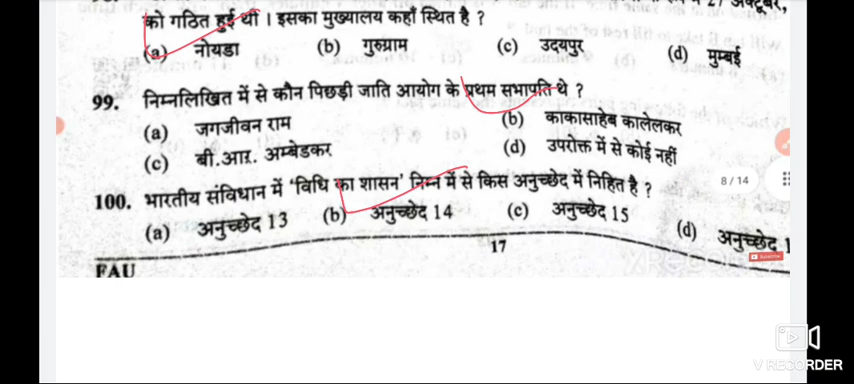 को गठित हुई थी । इसका मुख्यालय कहाँ स्थित है ?
(a) नोयडा (b) गुरुग्राम (c) उदयपुर (d) मुम्बई
99. निम्नलिखित में से कौन पिछड़ी जाति आयोग के प्रथम सभापति थे ?
(a) जगजीवन राम (b) काकासाहेब कालेलकर
(c) बी.आर. अम्बेडकर (d) उपरोक्त में से कोई नहीं
100. भारतीय संविधान में 'विधि का शासन' निम्न में से किस अनुच्छेद में निहित है ?
8 / 14
(a) अनुच्छेद 13 (b) अनुच्छेद 14 (c) अनुच्छेद 15 (d) अनुच्छेद
17
FAU
V RECORDER